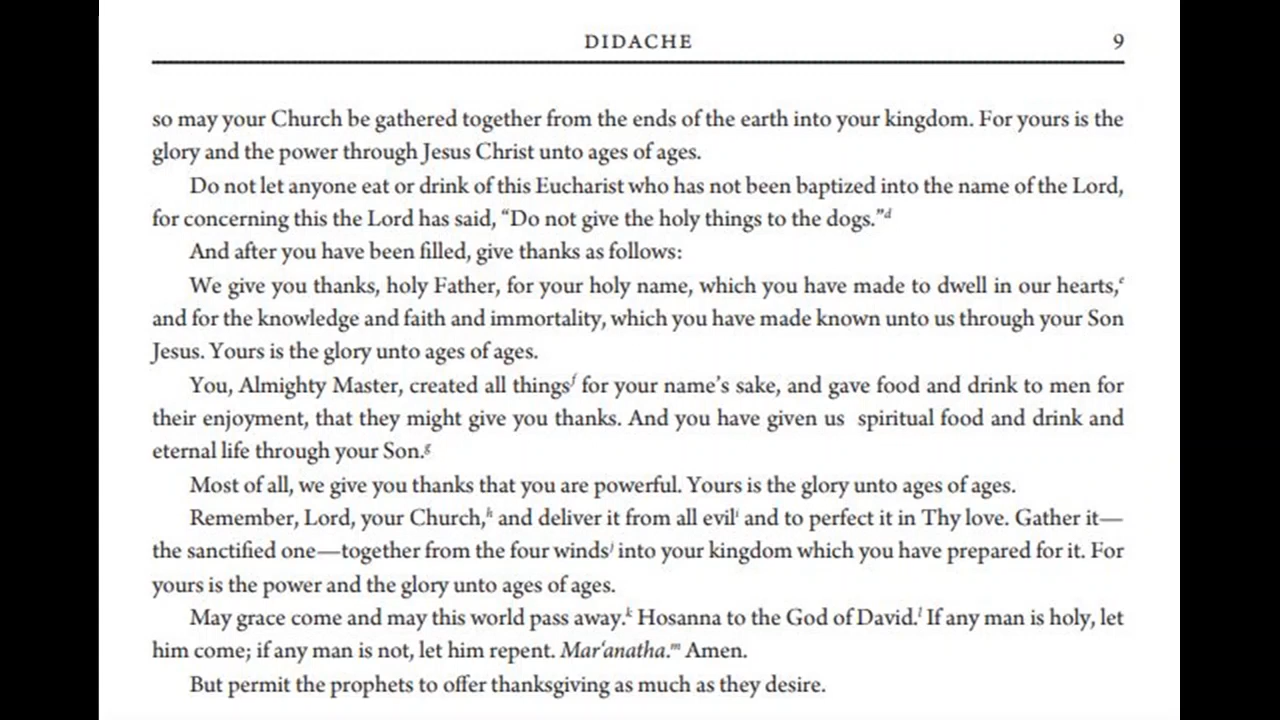 DIDACHE 9
so may your Church be gathered together from the ends of the earth into your kingdom. For yours is the
glory and the power through Jesus Christ unto ages of ages.
Do not let anyone eat or drink of this Eucharist who has not been baptized into the name of the Lord,
for concerning this the Lord has said, “Do not give the holy things to the dogs.”d
And after you have been filled, give thanks as follows:
We give you thanks, holy Father, for your holy name, which you have made to dwell in our hearts,e
and for the knowledge and faith and immortality, which you have made known unto us through your Son
Jesus. Yours is the glory unto ages of ages.
You, Almighty Master, created all thingsf for your name’s sake, and gave food and drink to men for
their enjoyment, that they might give you thanks. And you have given us spiritual food and drink and
eternal life through your Son.g
Most of all, we give you thanks that you are powerful. Yours is the glory unto ages of ages.
Remember, Lord, your Church,h and deliver it from all evili and to perfect it in Thy love. Gather it—
the sanctified one—together from the four windsj into your kingdom which you have prepared for it. For
yours is the power and the glory unto ages of ages.
May grace come and may this world pass away.k Hosanna to the God of David.l If any man is holy, let
him come; if any man is not, let him repent. Mar‘anatha.m Amen.
But permit the prophets to offer thanksgiving as much as they desire.